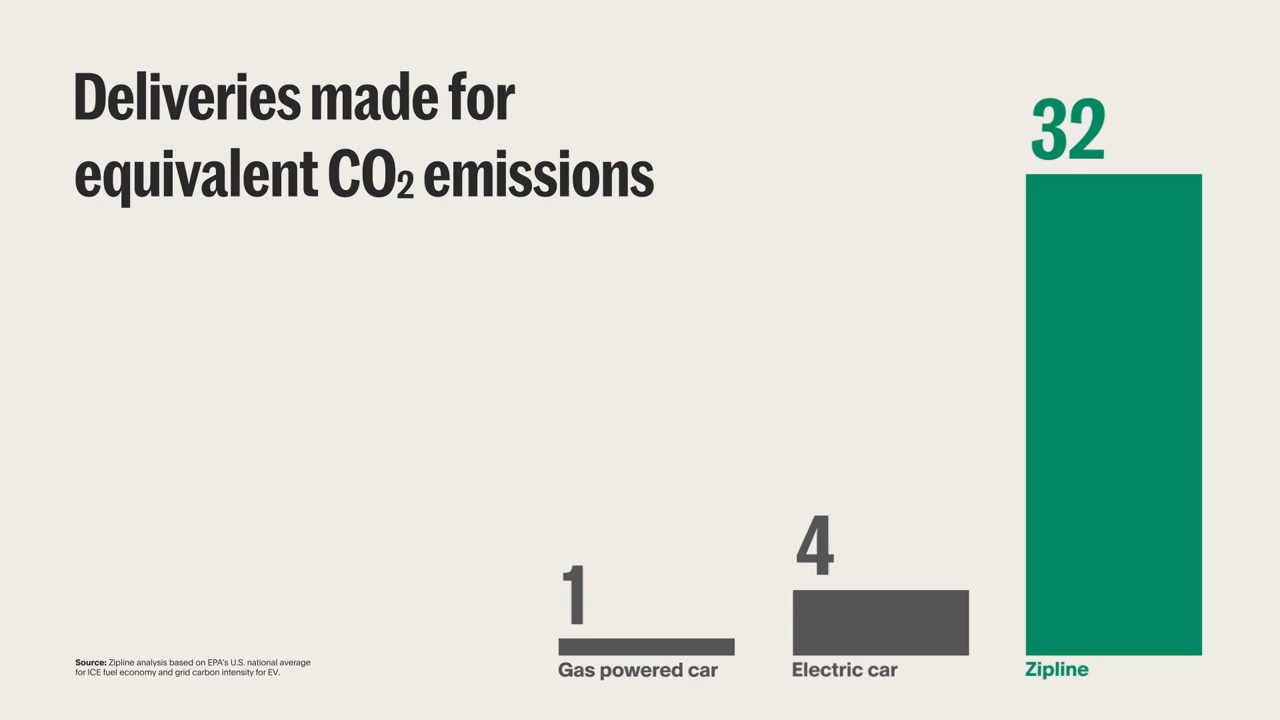 Deliveries made for
equivalent CO₂ emissions
32
4
1
Gas powered car
Electric car
Zipline
Source: Zipline analysis based on EPA's U.S. national average
for ICE fuel economy and grid carbon intensity for EV.